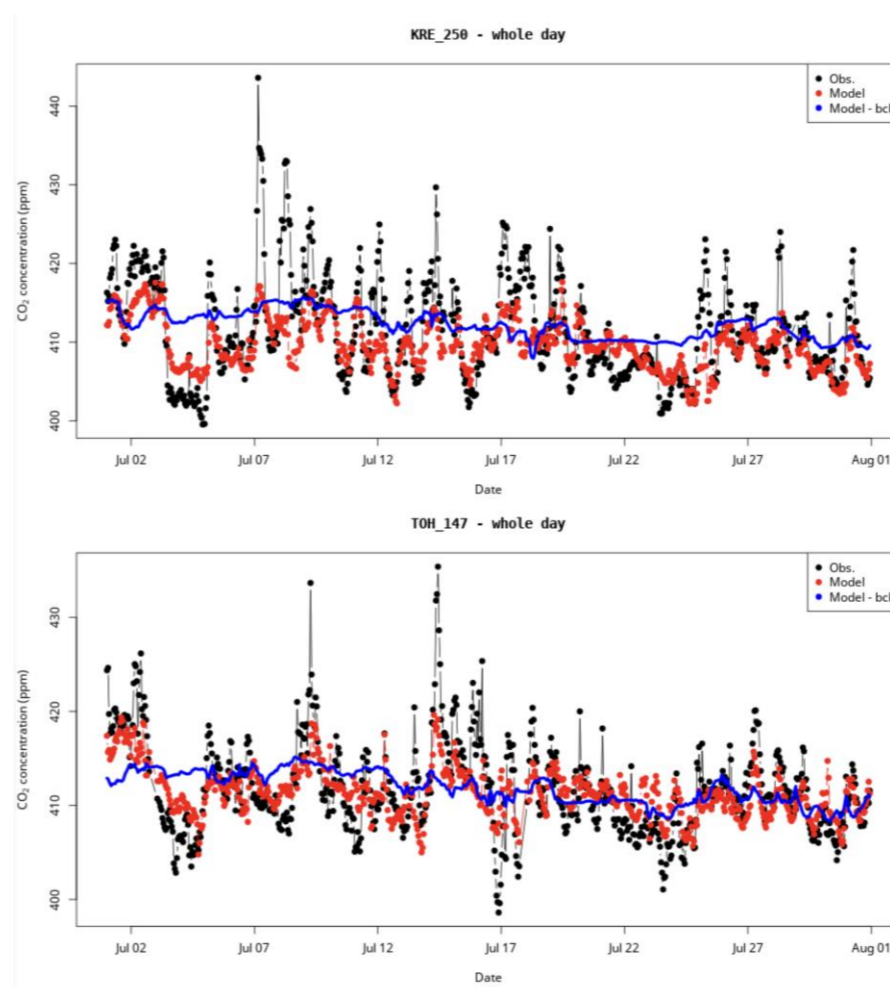 KRE_250 - whole day
Obs.
Model
Model - bc
440
430
420
410
400
CO₂ concentration (ppm)
Jul 02
Jul 07
Jul 12
Jul 17
Jul 22
Jul 27
Aug 01
Date
TOH_147 - whole day
Obs.
Model
Model - bc
430
420
410
400
CO₂ concentration (ppm)
Jul 02
Jul 07
Jul 12
Jul 17
Jul 22
Jul 27
Aug 01
Date